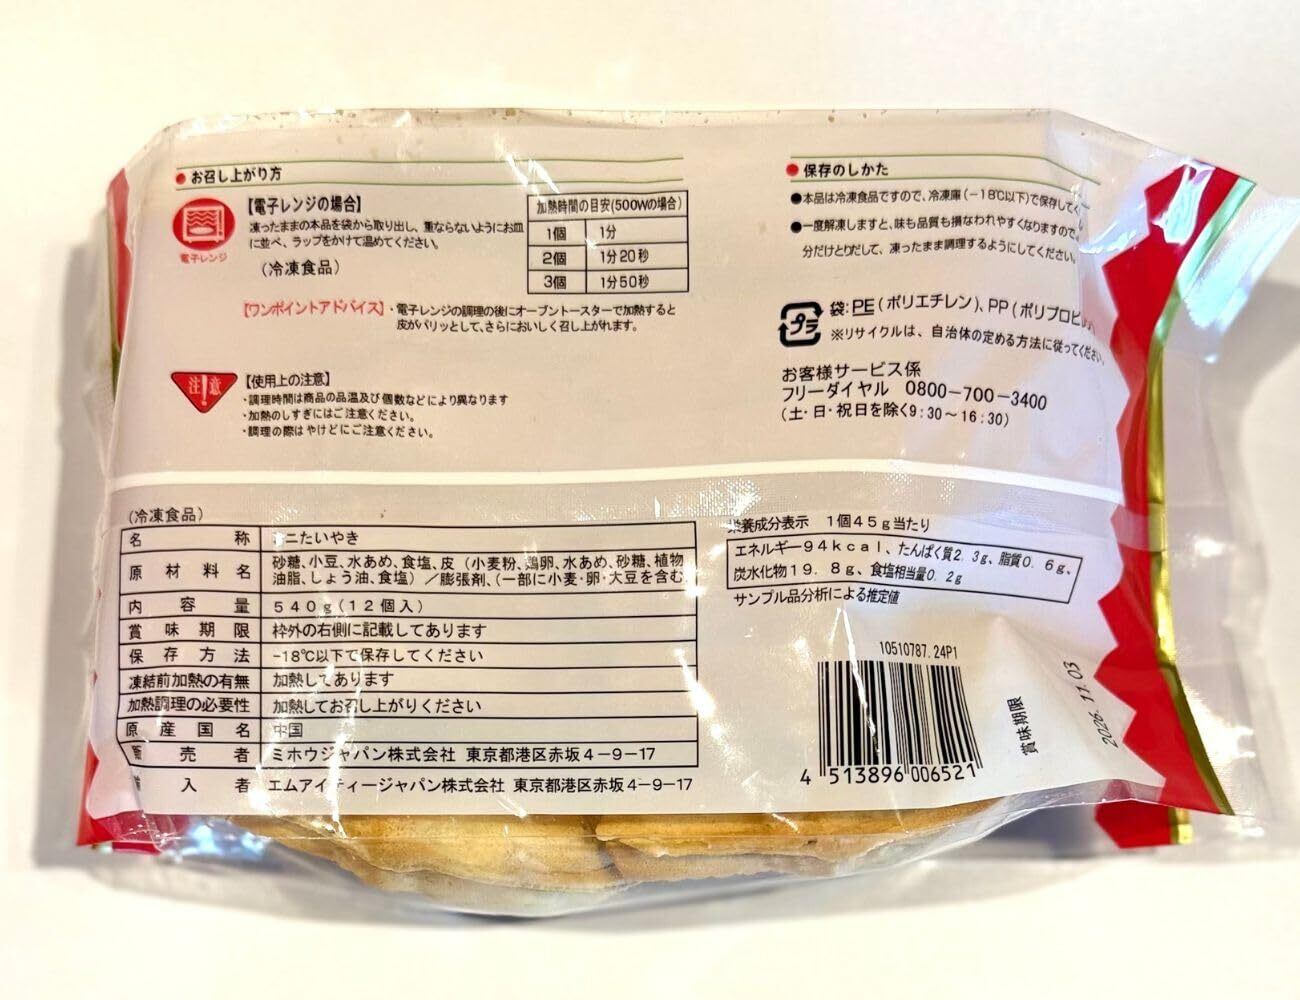 ●お召し上がり方
【電子レンジの場合】
凍ったままの本品を袋から取り出し、重ならないようにお皿
に並べ、ラップをかけて温めてください。
電子レンジ
(冷凍食品)
加熱時間の目安(500Wの場合)
1個 1分
2個 1分20秒
3個 1分50秒
【ワンポイントアドバイス】・電子レンジの調理の後にオーブントースターで加熱すると
皮がパリッとして、さらにおいしく召し上がれます。
注!意
【使用上の注意】
・調理時間は商品の品温及び個数などにより異なります
・加熱のしすぎにはご注意ください。
・調理の際はやけどにご注意ください。
●保存のしかた
●本品は冷凍食品ですので、冷凍庫(-18℃以下)で保存してく
●一度解凍しますと、味も品質も損なわれやすくなりますので、
分だけとりだして、凍ったまま調理するようにしてください。
プラ
袋:PE(ポリエチレン)、PP(ポリプロピ
※リサイクルは、自治体の定める方法に従ってください
お客様サービス係
フリーダイヤル 0800-700-3400
(土・日・祝日を除く9:30~16:30)
(冷凍食品)
名称 ミニたいやき
原材料名 砂糖、小豆、水あめ、食塩、皮(小麦粉、鶏卵、水あめ、砂糖、植物
油脂、しょう油、食塩)/膨張剤、(一部に小麦・卵・大豆を含む
内容量 540g(12個入)
賞味期限 枠外の右側に記載してあります
保存方法 -18℃以下で保存してください
凍結前加熱の有無 加熱してあります
加熱調理の必要性 加熱してお召し上がりください
原産国名 中国
売者 ミホウジャパン株式会社 東京都港区赤坂4-9-17
入者 エムアイティージャパン株式会社 東京都港区赤坂4-9-17
栄養成分表示 1個45g当たり
エネルギー94kcal、たんぱく質2.3g、脂質0.6g、
炭水化物19.8g、食塩相当量0.2g
サンプル品分析による推定値
10510787.24P1
4 513896 006521
賞味期限
2026.11.03